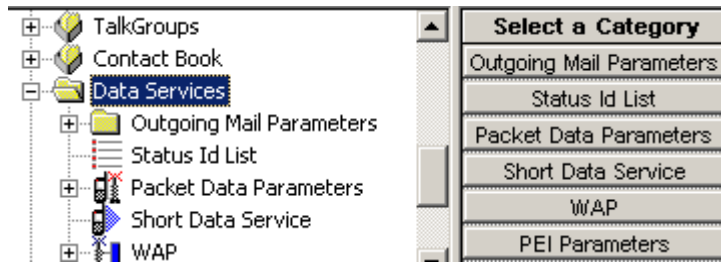 TalkGroups
Contact Book
Data Services
Outgoing Mail Parameters
Status Id List
Packet Data Parameters
Short Data Service
WAP
Select a Category
Outgoing Mail Parameters
Status Id List
Packet Data Parameters
Short Data Service
WAP
PEI Parameters